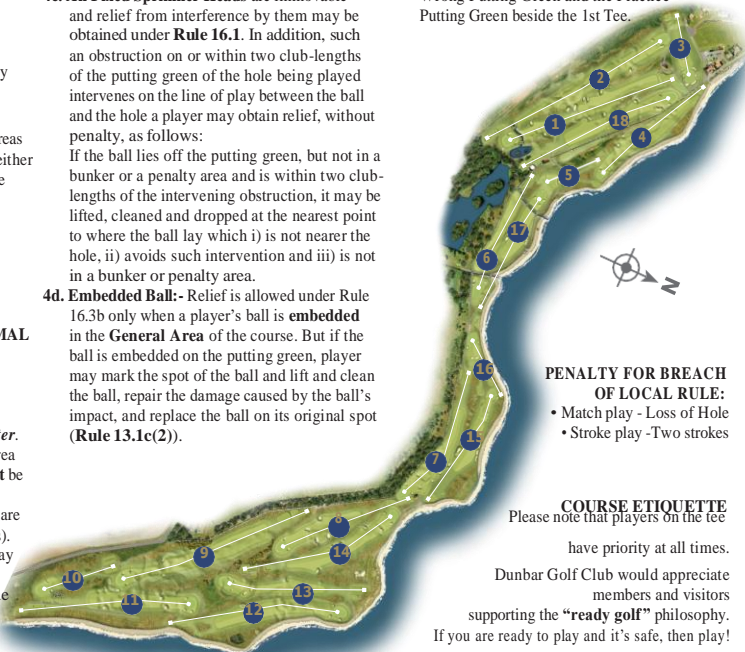 and relief from interference by them may be
obtained under Rule 16.1. In addition, such
an obstruction on or within two club-lengths
of the putting green of the hole being played
intervenes on the line of play between the ball
and the hole a player may obtain relief, without
penalty, as follows:
If the ball lies off the putting green, but not in a
bunker or a penalty area and is within two club-
lengths of the intervening obstruction, it may be
lifted, cleaned and dropped at the nearest point
to where the ball lay which i) is not nearer the
hole, ii) avoids such intervention and iii) is not
in a bunker or penalty area.
4d. Embedded Ball:- Relief is allowed under Rule
16.3b only when a player's ball is embedded
in the General Area of the course. But if the
ball is embedded on the putting green, player
may mark the spot of the ball and lift and clean
the ball, repair the damage caused by the ball's
impact, and replace the ball on its original spot
(Rule 13.1c(2)).
Putting Green beside the 1st Tee.
3
2
1
18
4
5
17
6
N
16
15
7
8
9
14
10
13
11
12
PENALTY FOR BREACH
OF LOCAL RULE:
• Match play - Loss of Hole
• Stroke play -Two strokes
COURSE ETIQUETTE
Please note that players on the tee
have priority at all times.
Dunbar Golf Club would appreciate
members and visitors
supporting the “ready golf” philosophy.
If you are ready to play and it's safe, then play!